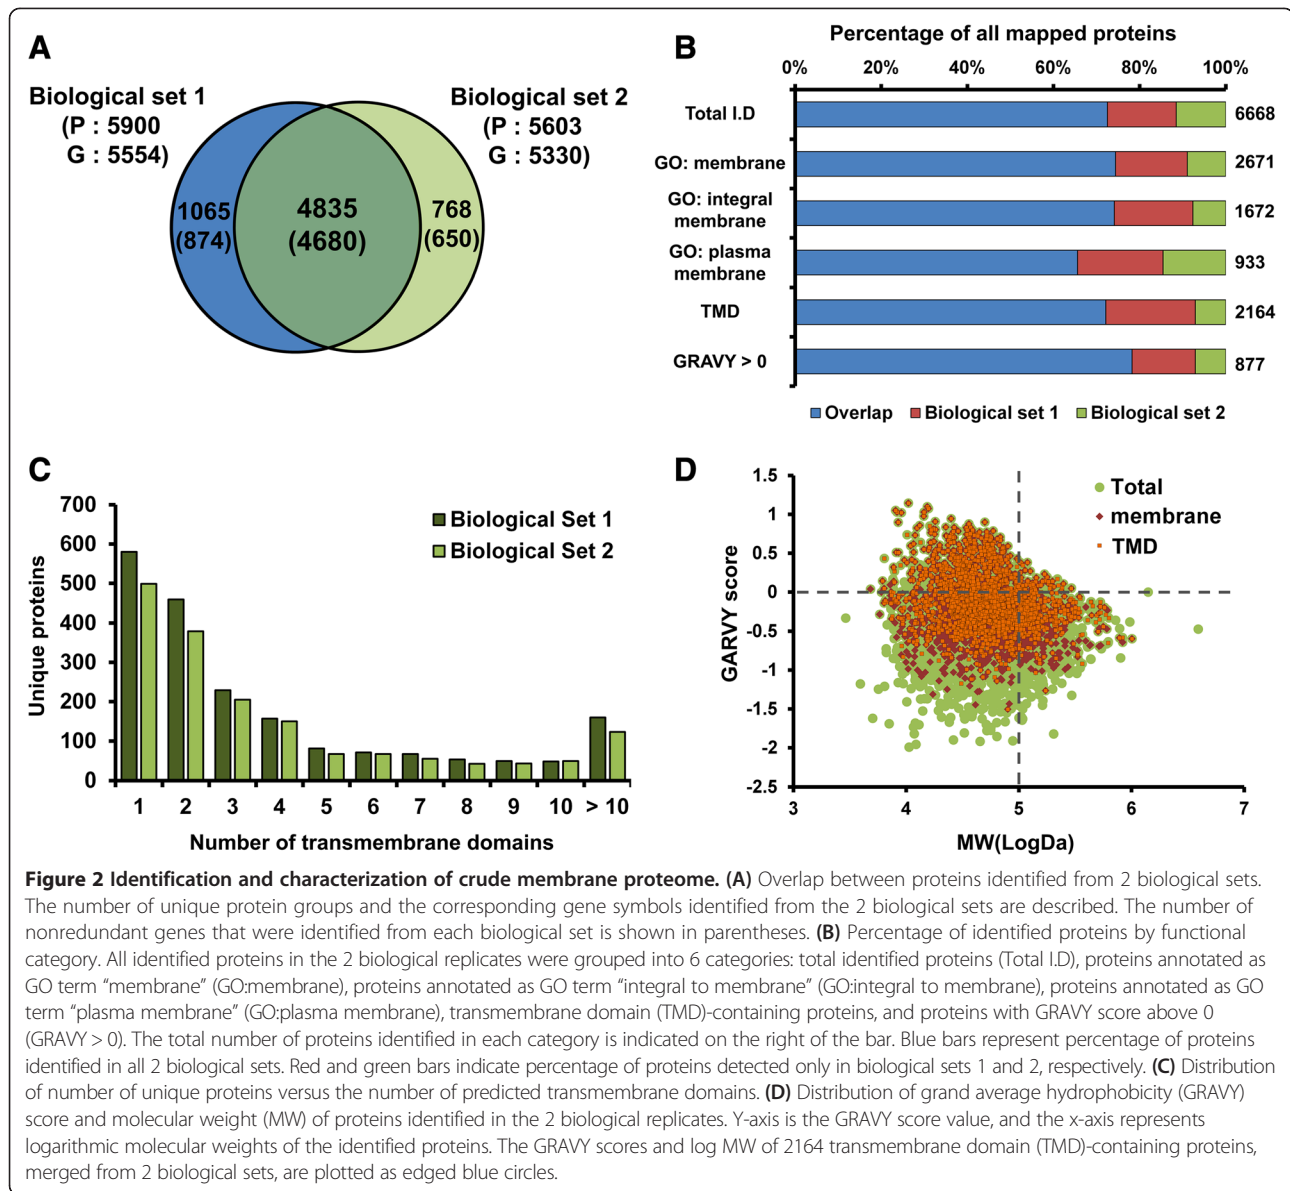 A
Biological set 1
(P : 5900
G : 5554)
Biological set 2
(P : 5603
G : 5330)
1065
(874)
4835
(4680)
768
(650)
B
Percentage of all mapped proteins
0% 20% 40% 60% 80% 100%
Total I.D 6668
GO: membrane 2671
GO: integral
membrane 1672
GO: plasma
membrane 933
TMD 2164
GRAVY > 0 877
Overlap Biological set 1 Biological set 2
C
Unique proteins
700
600
500
400
300
200
100
0
Biological Set 1
Biological Set 2
1 2 3 4 5 6 7 8 9 10 > 10
Number of transmembrane domains
D
GARVY score
1.5
1
0.5
0
-0.5
-1
-1.5
-2
-2.5
Total
membrane
TMD
3 4 5 6 7
MW(LogDa)
Figure 2 Identification and characterization of crude membrane proteome. (A) Overlap between proteins identified from 2 biological sets.
The number of unique protein groups and the corresponding gene symbols identified from the 2 biological sets are described. The number of
nonredundant genes that were identified from each biological set is shown in parentheses. (B) Percentage of identified proteins by functional
category. All identified proteins in the 2 biological replicates were grouped into 6 categories: total identified proteins (Total I.D), proteins annotated as
GO term “membrane” (GO:membrane), proteins annotated as GO term “integral to membrane” (GO:integral to membrane), proteins annotated as GO
term “plasma membrane” (GO:plasma membrane), transmembrane domain (TMD)-containing proteins, and proteins with GRAVY score above 0
(GRAVY > 0). The total number of proteins identified in each category is indicated on the right of the bar. Blue bars represent percentage of proteins
identified in all 2 biological sets. Red and green bars indicate percentage of proteins detected only in biological sets 1 and 2, respectively. (C) Distribution
of number of unique proteins versus the number of predicted transmembrane domains. (D) Distribution of grand average hydrophobicity (GRAVY)
score and molecular weight (MW) of proteins identified in the 2 biological replicates. Y-axis is the GRAVY score value, and the x-axis represents
logarithmic molecular weights of the identified proteins. The GRAVY scores and log MW of 2164 transmembrane domain (TMD)-containing proteins,
merged from 2 biological sets, are plotted as edged blue circles.